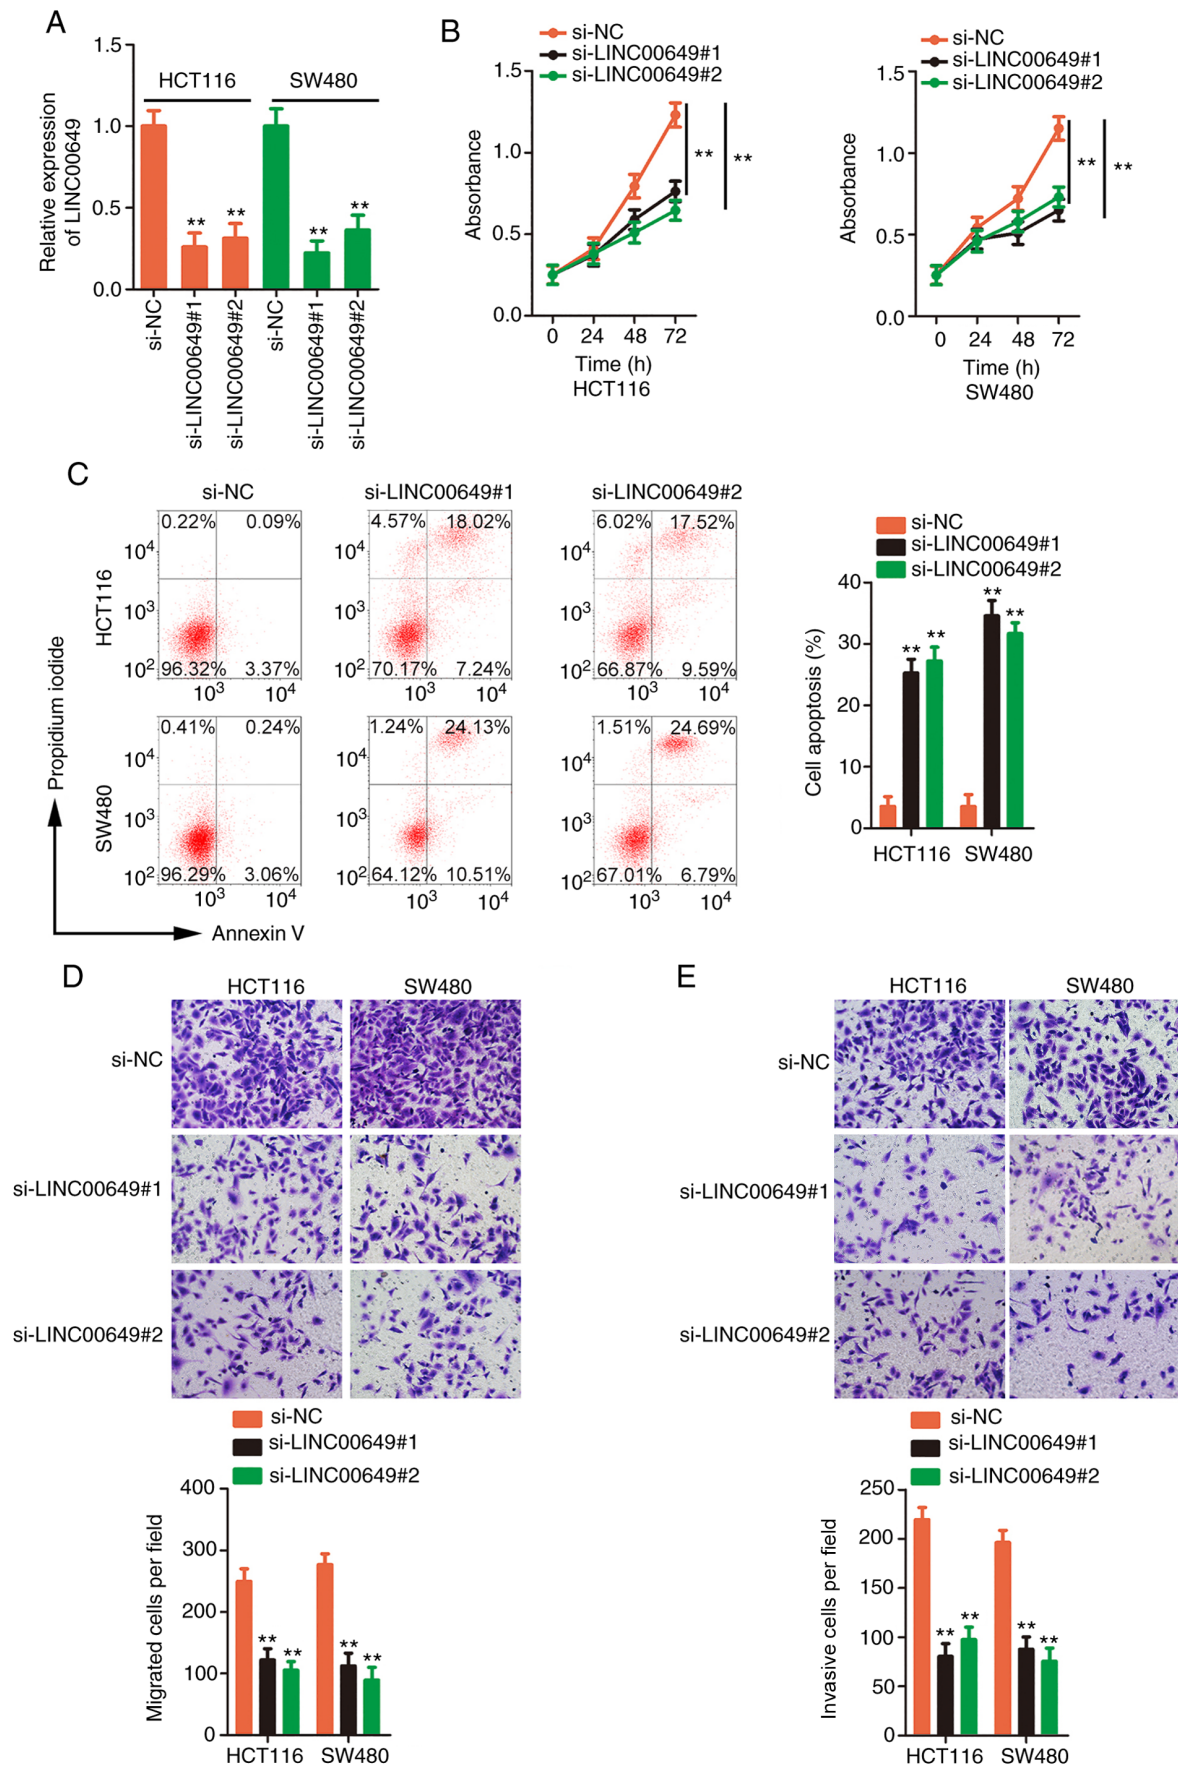 A
1.5
1.0
0.5
0.0
Relative expression
of LINC00649
HCT116
SW480
**
**
**
**
si-NC
si-LINC00649#1
si-LINC00649#2
si-NC
si-LINC00649#1
si-LINC00649#2
B
si-NC
si-LINC00649#1
si-LINC00649#2
1.5
1.0
0.5
0.0
Absorbance
**
**
0 24 48 72
Time (h)
HCT116
si-NC
si-LINC00649#1
si-LINC00649#2
1.5
1.0
0.5
0.0
Absorbance
**
**
0 24 48 72
Time (h)
SW480
C
si-NC
si-LINC00649#1
si-LINC00649#2
Propidium iodide
HCT116
10⁴
10³
10²
0.22% 0.09%
96.32% 3.37%
10³ 10⁴
10⁴
10³
10²
4.57% 18.02%
70.17% 7.24%
10³ 10⁴
10⁴
10³
10²
6.02% 17.52%
66.87% 9.59%
10³ 10⁴
SW480
10⁴
10³
10²
0.41% 0.24%
96.29% 3.06%
10³ 10⁴
10⁴
10³
10²
1.24% 24.13%
64.12% 10.51%
10³ 10⁴
10⁴
10³
10²
1.51% 24.69%
67.01% 6.79%
10³ 10⁴
Annexin V
si-NC
si-LINC00649#1
si-LINC00649#2
40
30
20
10
0
Cell apoptosis (%)
**
**
**
**
HCT116 SW480
D
HCT116 SW480
si-NC
si-LINC00649#1
si-LINC00649#2
si-NC
si-LINC00649#1
si-LINC00649#2
400
300
200
100
0
Migrated cells per field
**
**
**
**
HCT116 SW480
E
HCT116 SW480
si-NC
si-LINC00649#1
si-LINC00649#2
si-NC
si-LINC00649#1
si-LINC00649#2
250
200
150
100
50
0
Invasive cells per field
**
**
**
**
HCT116 SW480